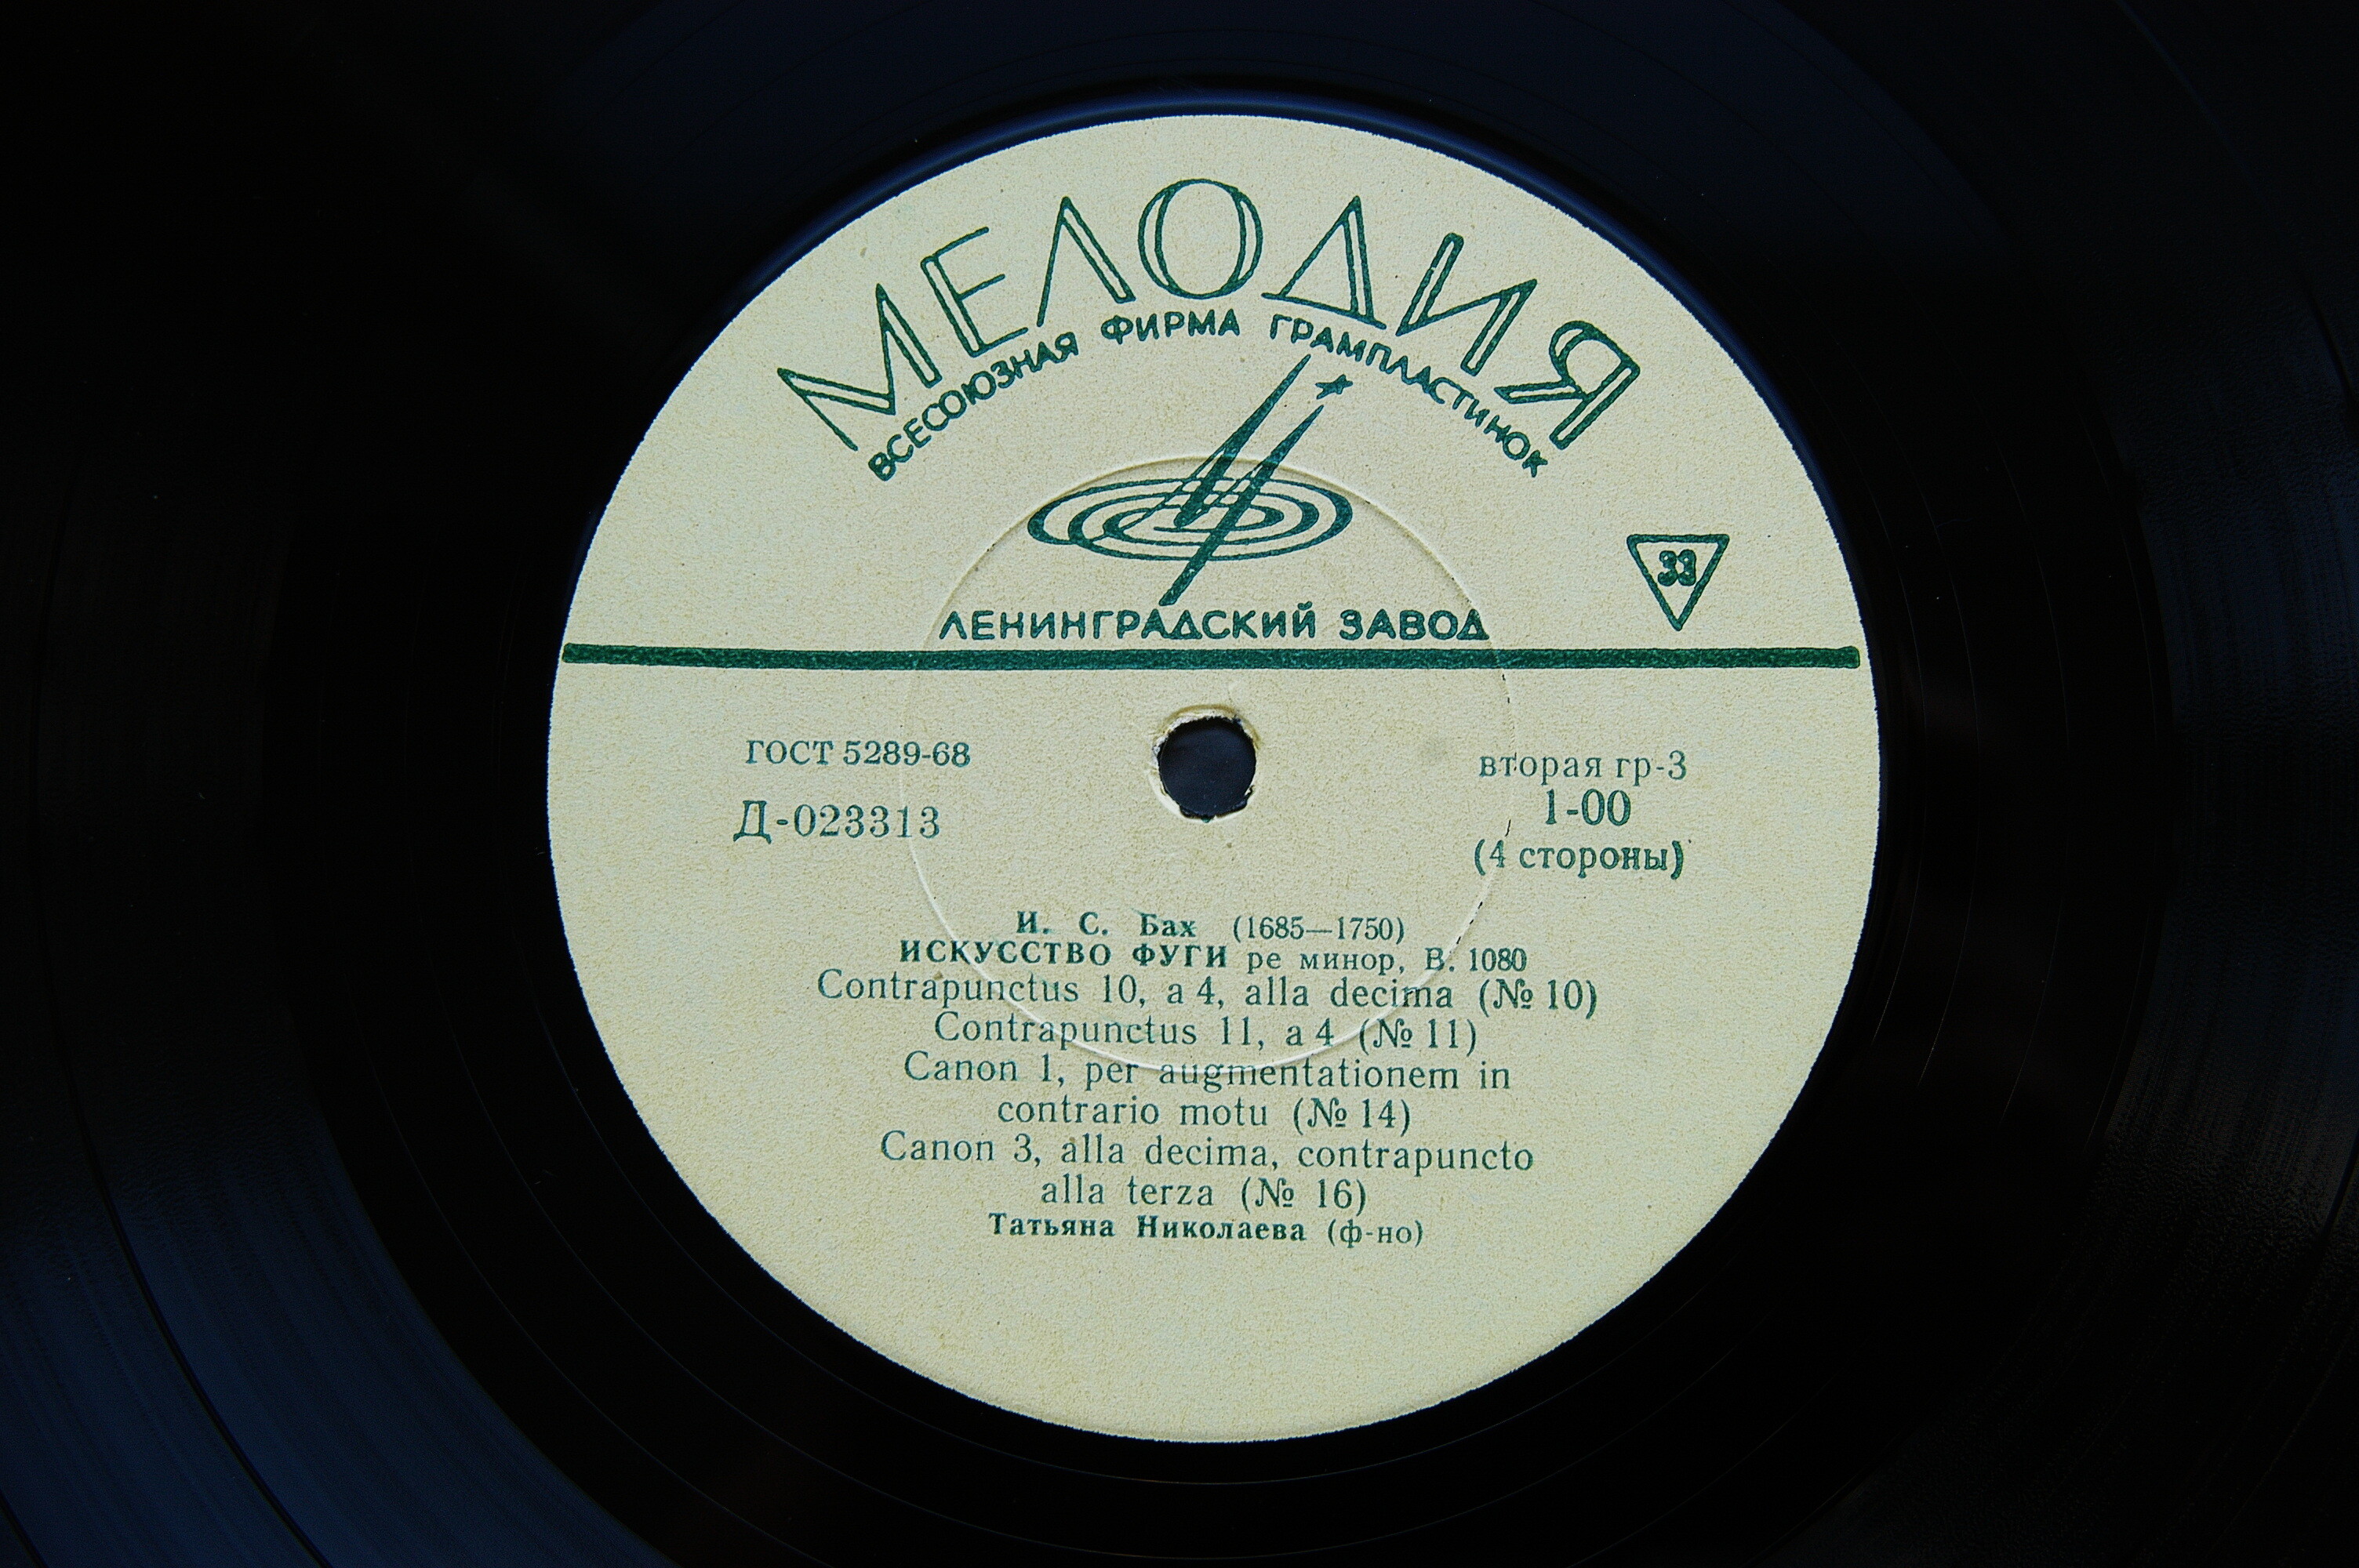 МЕЛОДИЯ
ВСЕСОЮЗНАЯ ФИРМА ГРАМПЛАСТИНОК
33
ЛЕНИНГРАДСКИЙ ЗАВОД
ГОСТ 5289-68
Д-023313
вторая гр-3
1-00
(4 стороны)
И. С. Бах (1685—1750)
ИСКУССТВО ФУГИ ре минор, В. 1080
Contrapunctus 10, a 4, alla decima (№ 10)
Contrapunctus 11, a 4 (№ 11)
Canon 1, per augmentationem in
contrario motu (№ 14)
Canon 3, alla decima, contrapuncto
alla terza (№ 16)
Татьяна Николаева (ф-но)